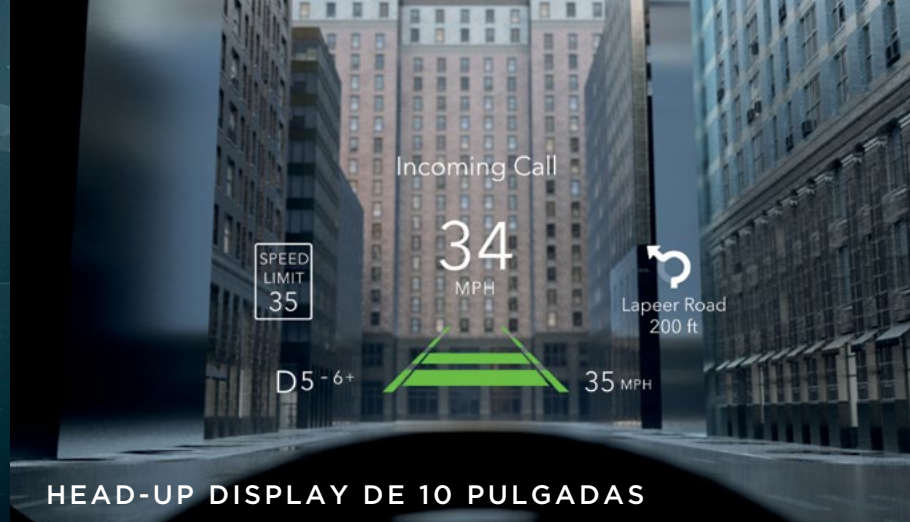 Incoming Call
34
MPH
SPEED
LIMIT
35
Lapeer Road
200 ft
D5 - 6+
35 MPH
HEAD-UP DISPLAY DE 10 PULGADAS